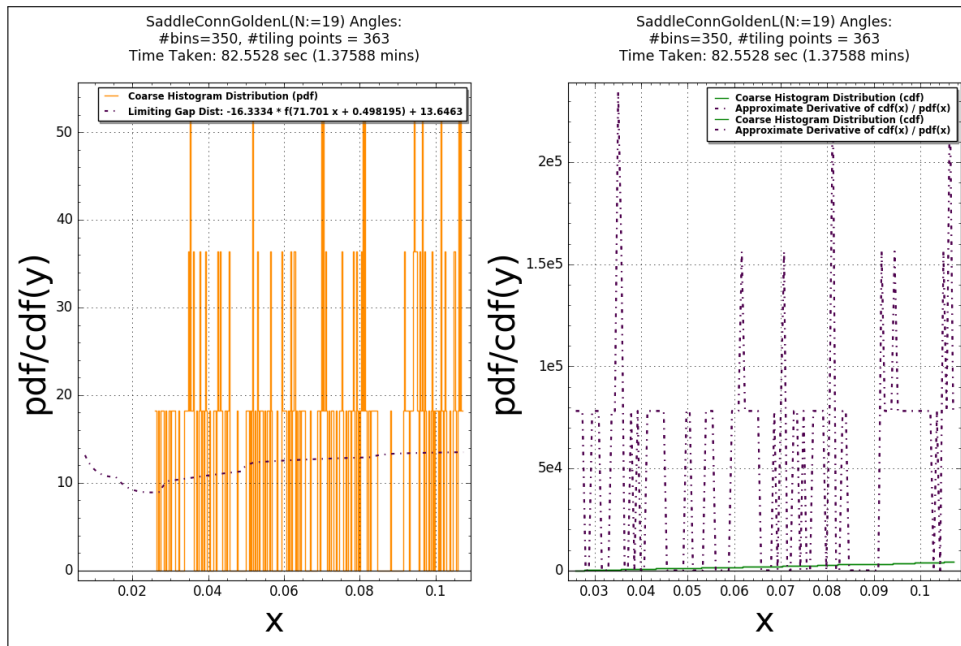 SaddleConnGoldenL(N:=19) Angles:
#bins=350, #tiling points = 363
Time Taken: 82.5528 sec (1.37588 mins)
Coarse Histogram Distribution (pdf)
Limiting Gap Dist: -16.3334 * f(71.701 x + 0.498195) + 13.6463
pdf/cdf(y)
50
40
30
20
10
0
0.02
0.04
0.06
0.08
0.1
x
SaddleConnGoldenL(N:=19) Angles:
#bins=350, #tiling points = 363
Time Taken: 82.5528 sec (1.37588 mins)
Coarse Histogram Distribution (cdf)
Approximate Derivative of cdf(x) / pdf(x)
Coarse Histogram Distribution (cdf)
Approximate Derivative of cdf(x) / pdf(x)
pdf/cdf(y)
2e5
1.5e5
1e5
5e4
0
0.03
0.04
0.05
0.06
0.07
0.08
0.09
0.1
x